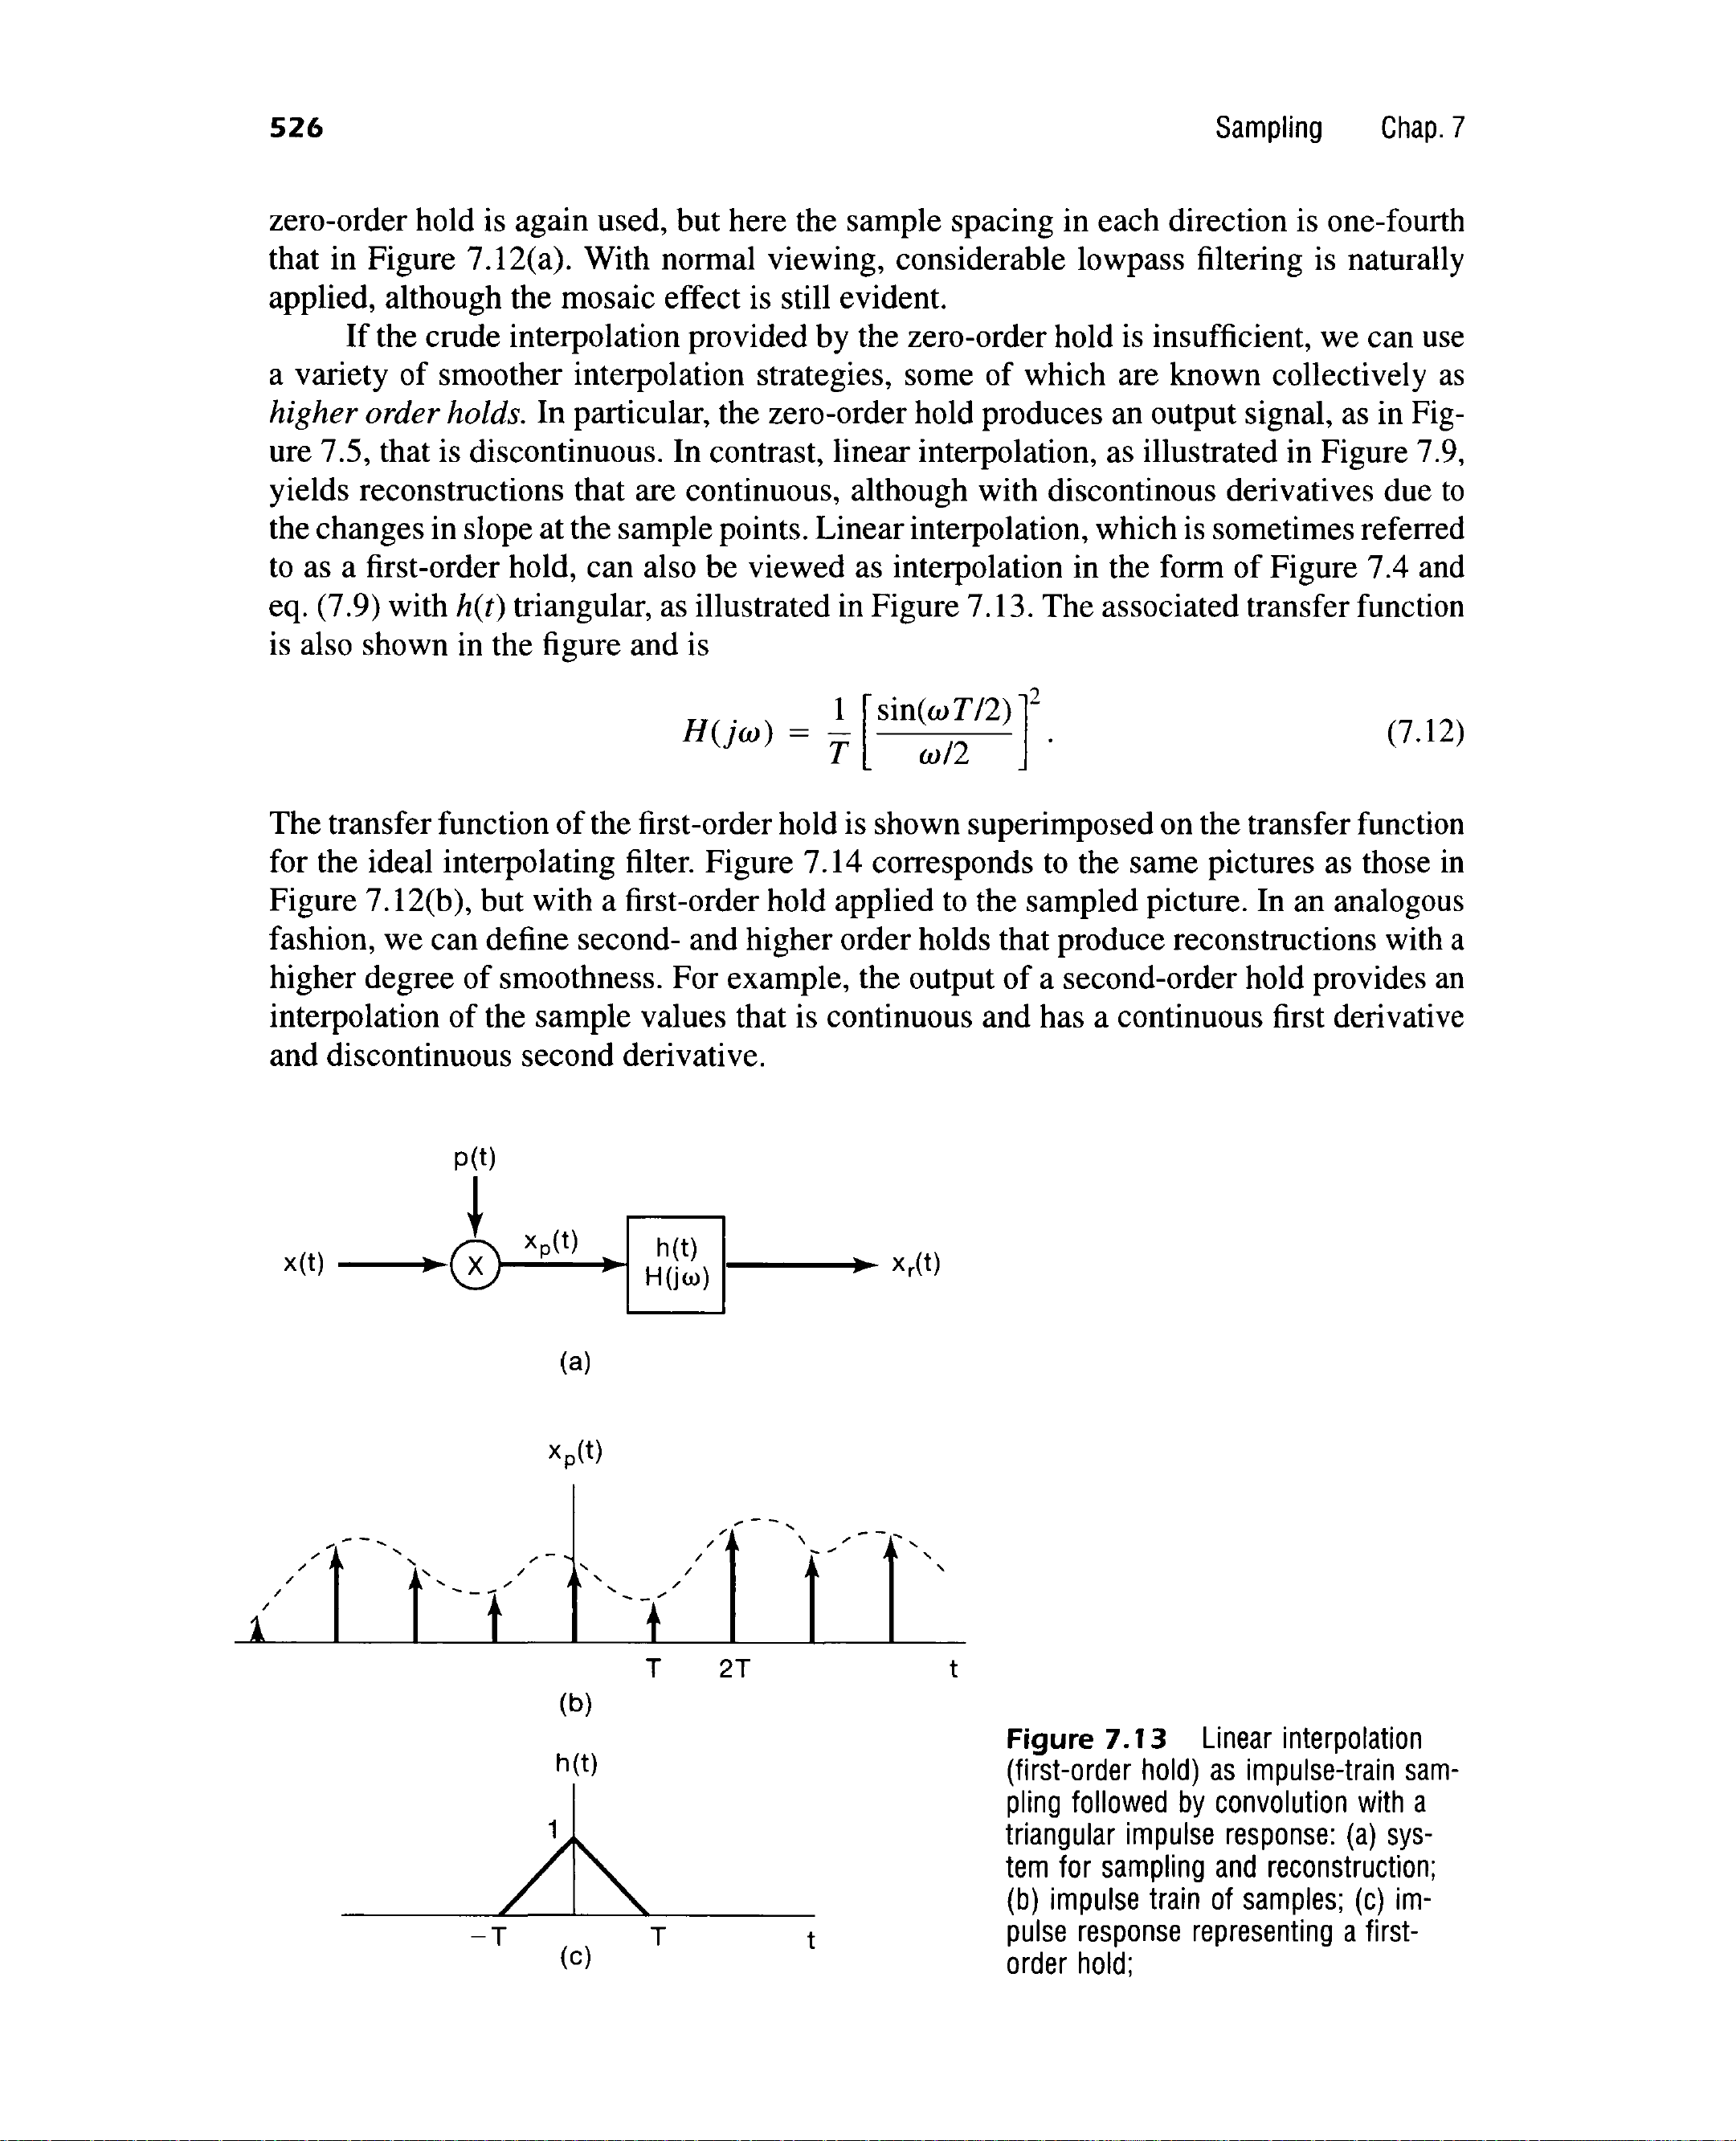 526 Sampling Chap. 7
zero-order hold is again used, but here the sample spacing in each direction is one-fourth
that in Figure 7.12(a). With normal viewing, considerable lowpass filtering is naturally
applied, although the mosaic effect is still evident.
If the crude interpolation provided by the zero-order hold is insufficient, we can use
a variety of smoother interpolation strategies, some of which are known collectively as
higher order holds. In particular, the zero-order hold produces an output signal, as in Fig-
ure 7.5, that is discontinuous. In contrast, linear interpolation, as illustrated in Figure 7.9,
yields reconstructions that are continuous, although with discontinous derivatives due to
the changes in slope at the sample points. Linear interpolation, which is sometimes referred
to as a first-order hold, can also be viewed as interpolation in the form of Figure 7.4 and
eq. (7.9) with h(t) triangular, as illustrated in Figure 7.13. The associated transfer function
is also shown in the figure and is
H(jω) = 1/T [sin(ωT/2) / ω/2]². (7.12)
The transfer function of the first-order hold is shown superimposed on the transfer function
for the ideal interpolating filter. Figure 7.14 corresponds to the same pictures as those in
Figure 7.12(b), but with a first-order hold applied to the sampled picture. In an analogous
fashion, we can define second- and higher order holds that produce reconstructions with a
higher degree of smoothness. For example, the output of a second-order hold provides an
interpolation of the sample values that is continuous and has a continuous first derivative
and discontinuous second derivative.
p(t)
x(t) X xp(t) h(t) xr(t)
H(jω)
(a)
xp(t)
T 2T t
(b)
h(t)
1
-T T t
(c)
Figure 7.13 Linear interpolation
(first-order hold) as impulse-train sam-
pling followed by convolution with a
triangular impulse response: (a) sys-
tem for sampling and reconstruction;
(b) impulse train of samples; (c) im-
pulse response representing a first-
order hold;